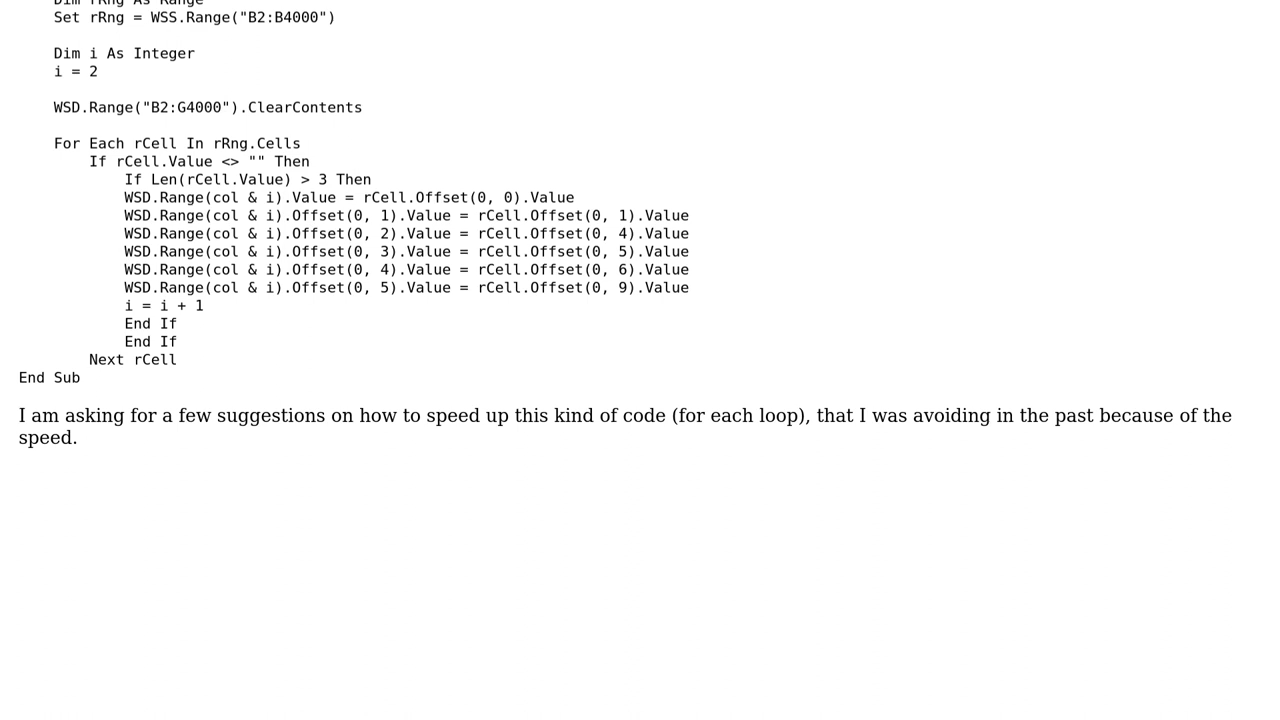 Dim rRng As Range
    Set rRng = WSS.Range("B2:B4000")

    Dim i As Integer
    i = 2

    WSD.Range("B2:G4000").ClearContents

    For Each rCell In rRng.Cells
        If rCell.Value <> "" Then
            If Len(rCell.Value) > 3 Then
            WSD.Range(col & i).Value = rCell.Offset(0, 0).Value
            WSD.Range(col & i).Offset(0, 1).Value = rCell.Offset(0, 1).Value
            WSD.Range(col & i).Offset(0, 2).Value = rCell.Offset(0, 4).Value
            WSD.Range(col & i).Offset(0, 3).Value = rCell.Offset(0, 5).Value
            WSD.Range(col & i).Offset(0, 4).Value = rCell.Offset(0, 6).Value
            WSD.Range(col & i).Offset(0, 5).Value = rCell.Offset(0, 9).Value
            i = i + 1
            End If
            End If
        Next rCell
End Sub
I am asking for a few suggestions on how to speed up this kind of code (for each loop), that I was avoiding in the past because of the
speed.